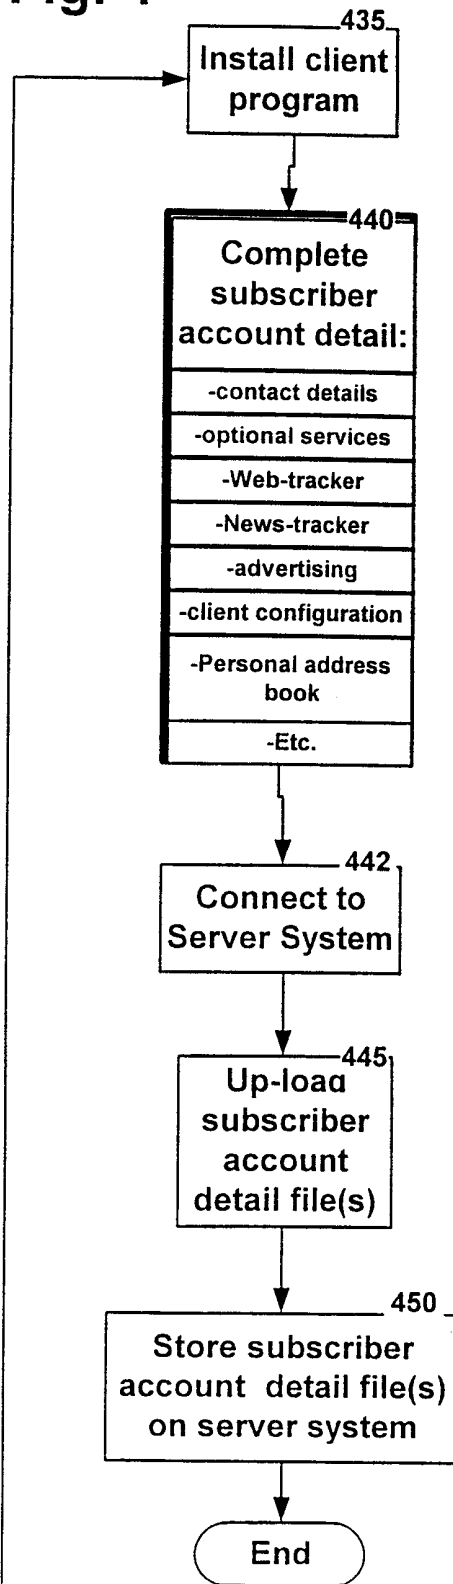 Fig.
435
Install client
program
440
Complete
subscriber
account detail:
-contact details
-optional services
-Web-tracker
-News-tracker
-advertising
-client configuration
-Personal address
book
-Etc.
442
Connect to
Server System
445
Up-load
subscriber
account
detail file(s)
450
Store subscriber
account detail file(s)
on server system
End